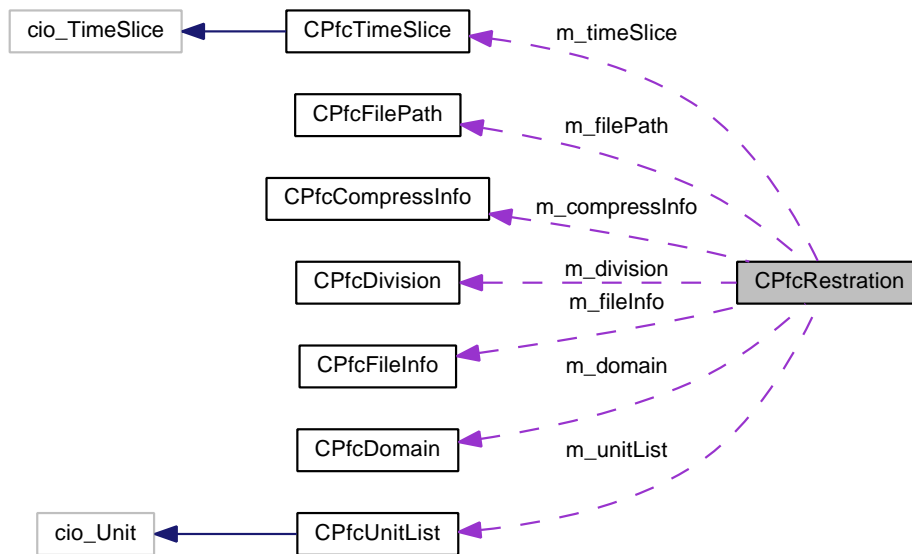 cio_TimeSlice
CPfcTimeSlice
m_timeSlice
CPfcFilePath
m_filePath
CPfcCompressInfo
m_compressInfo
CPfcDivision
m_division
CPfcRestration
m_fileInfo
CPfcFileInfo
m_domain
CPfcDomain
m_unitList
cio_Unit
CPfcUnitList